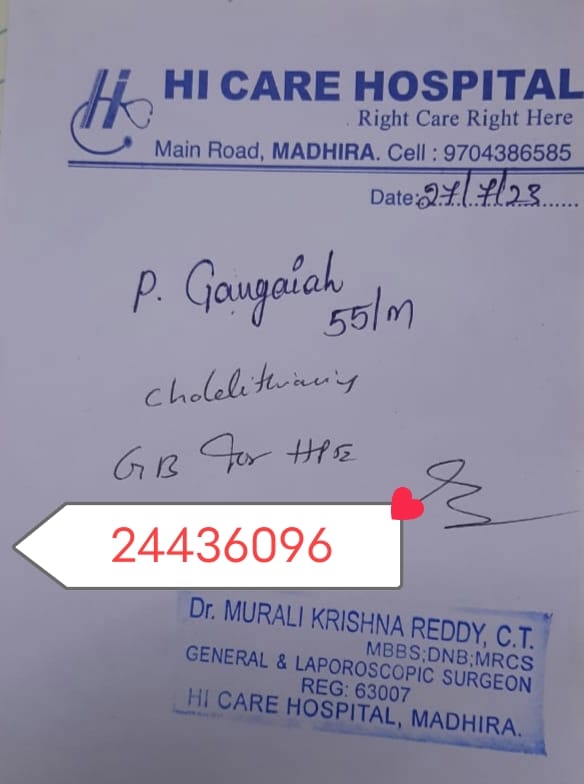 Hi HI CARE HOSPITAL
Right Care Right Here
Main Road, MADHIRA. Cell : 9704386585
Date:27/7/23......
P. Gangaiah
55/M
Cholelithiasis
GB for HPE
24436096
Dr. MURALI KRISHNA REDDY, C.T.
MBBS;DNB;MRCS
GENERAL & LAPOROSCOPIC SURGEON
REG: 63007
HI CARE HOSPITAL, MADHIRA.